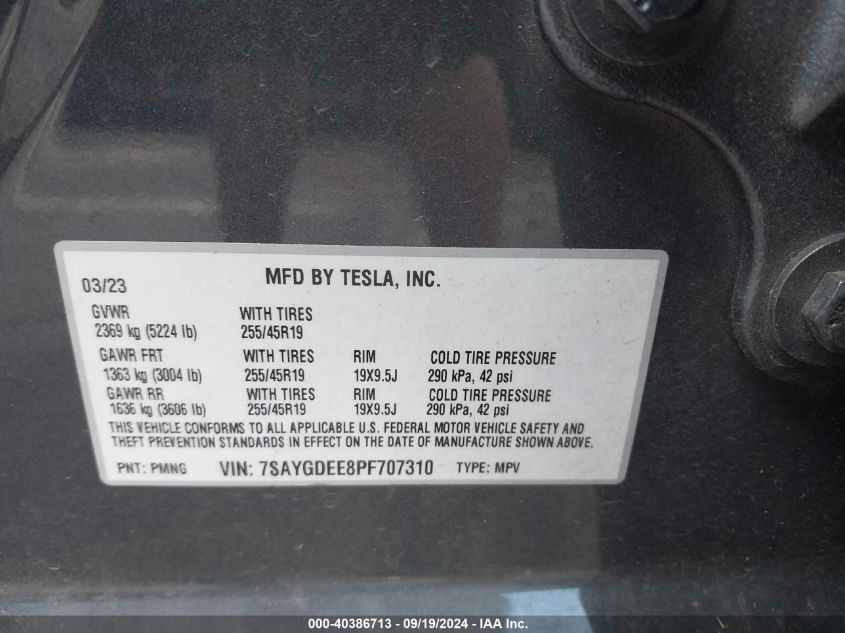 03/23 MFD BY TESLA, INC.
GVWR WITH TIRES
2369 kg (5224 lb) 255/45R19
GAWR FRT WITH TIRES RIM COLD TIRE PRESSURE
1363 kg (3004 lb) 255/45R19 19X9.5J 290 kPa, 42 psi
GAWR RR WITH TIRES RIM COLD TIRE PRESSURE
1636 kg (3606 lb) 255/45R19 19X9.5J 290 kPa, 42 psi
THIS VEHICLE CONFORMS TO ALL APPLICABLE U.S. FEDERAL MOTOR VEHICLE SAFETY AND
THEFT PREVENTION STANDARDS IN EFFECT ON THE DATE OF MANUFACTURE SHOWN ABOVE.
PNT: PMNG VIN: 7SAYGDEE8PF707310 TYPE: MPV
000-40386713 - 09/19/2024 - IAA Inc.